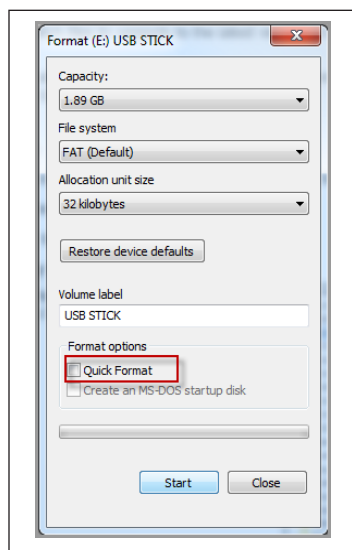 Format (E:) USB STICK
Capacity:
1.89 GB
File system
FAT (Default)
Allocation unit size
32 kilobytes
Restore device defaults
Volume label
USB STICK
Format options
Quick Format
Create an MS-DOS startup disk
Start
Close